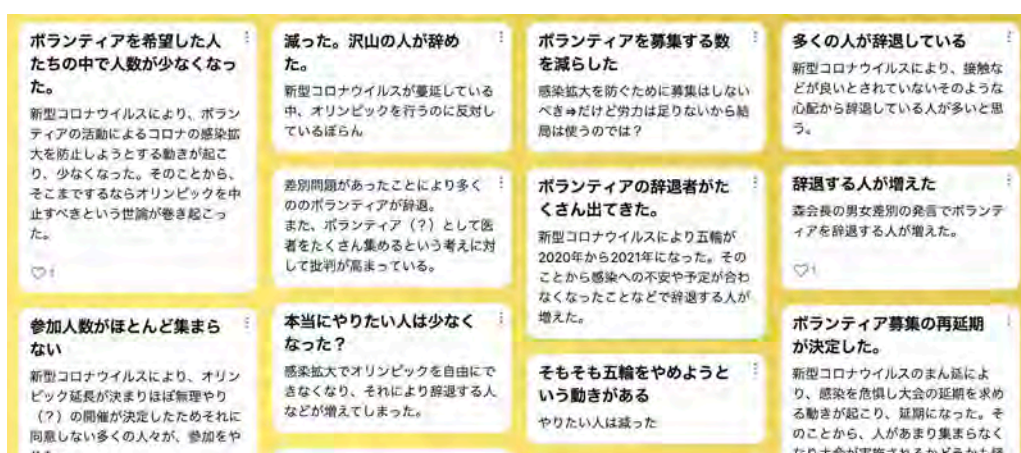 ボランティアを希望した人
たちの中で人数が少なくなっ
た。
新型コロナウイルスにより、ボラン
ティアの活動によるコロナの感染拡
大を防止しようとする動きが起こ
り、少なくなった。そのことから、
そこまでするならオリンピックを中
止すべきという世論が巻き起こっ
た。
1
参加人数がほとんど集まら
ない
新型コロナウイルスにより、オリン
ピック延長が決まりほぼ無理やり
（？）の開催が決定したためそれに
同意しない多くの人々が、参加をや
減った。沢山の人が辞め
た。
新型コロナウイルスが蔓延している
中、オリンピックを行うのに反対し
ているぼらん
差別問題があったことにより多く
ののボランティアが辞退。
また、ボランティア（？）として医
者をたくさん集めるという考えに対
して批判が高まっている。
本当にやりたい人は少なく
なった？
感染拡大でオリンピックを自由にで
きなくなり、それにより辞退する人
などが増えてしまった。
ボランティアを募集する数
を減らした
感染拡大を防ぐために募集はしない
べき⇒だけど労力は足りないから結
局は使うのでは？
ボランティアの辞退者がた
くさん出てきた。
新型コロナウイルスにより五輪が
2020年から2021年になった。その
ことから感染への不安や予定が合わ
なくなったことなどで辞退する人が
増えた。
そもそも五輪をやめようと
いう動きがある
やりたい人は減った
多くの人が辞退している
新型コロナウイルスにより、接触な
どが良いとされていないそのような
心配から辞退している人が多いと思
う。
辞退する人が増えた
森会長の男女差別の発言でボランテ
ィアを辞退する人が増えた。
1
ボランティア募集の再延期
が決定した。
新型コロナウイルスのまん延によ
り、感染を危惧し大会の延期を求め
る動きが起こり、延期になった。そ
のことから、人があまり集まらなく
なり大会が実施されるかどうかも